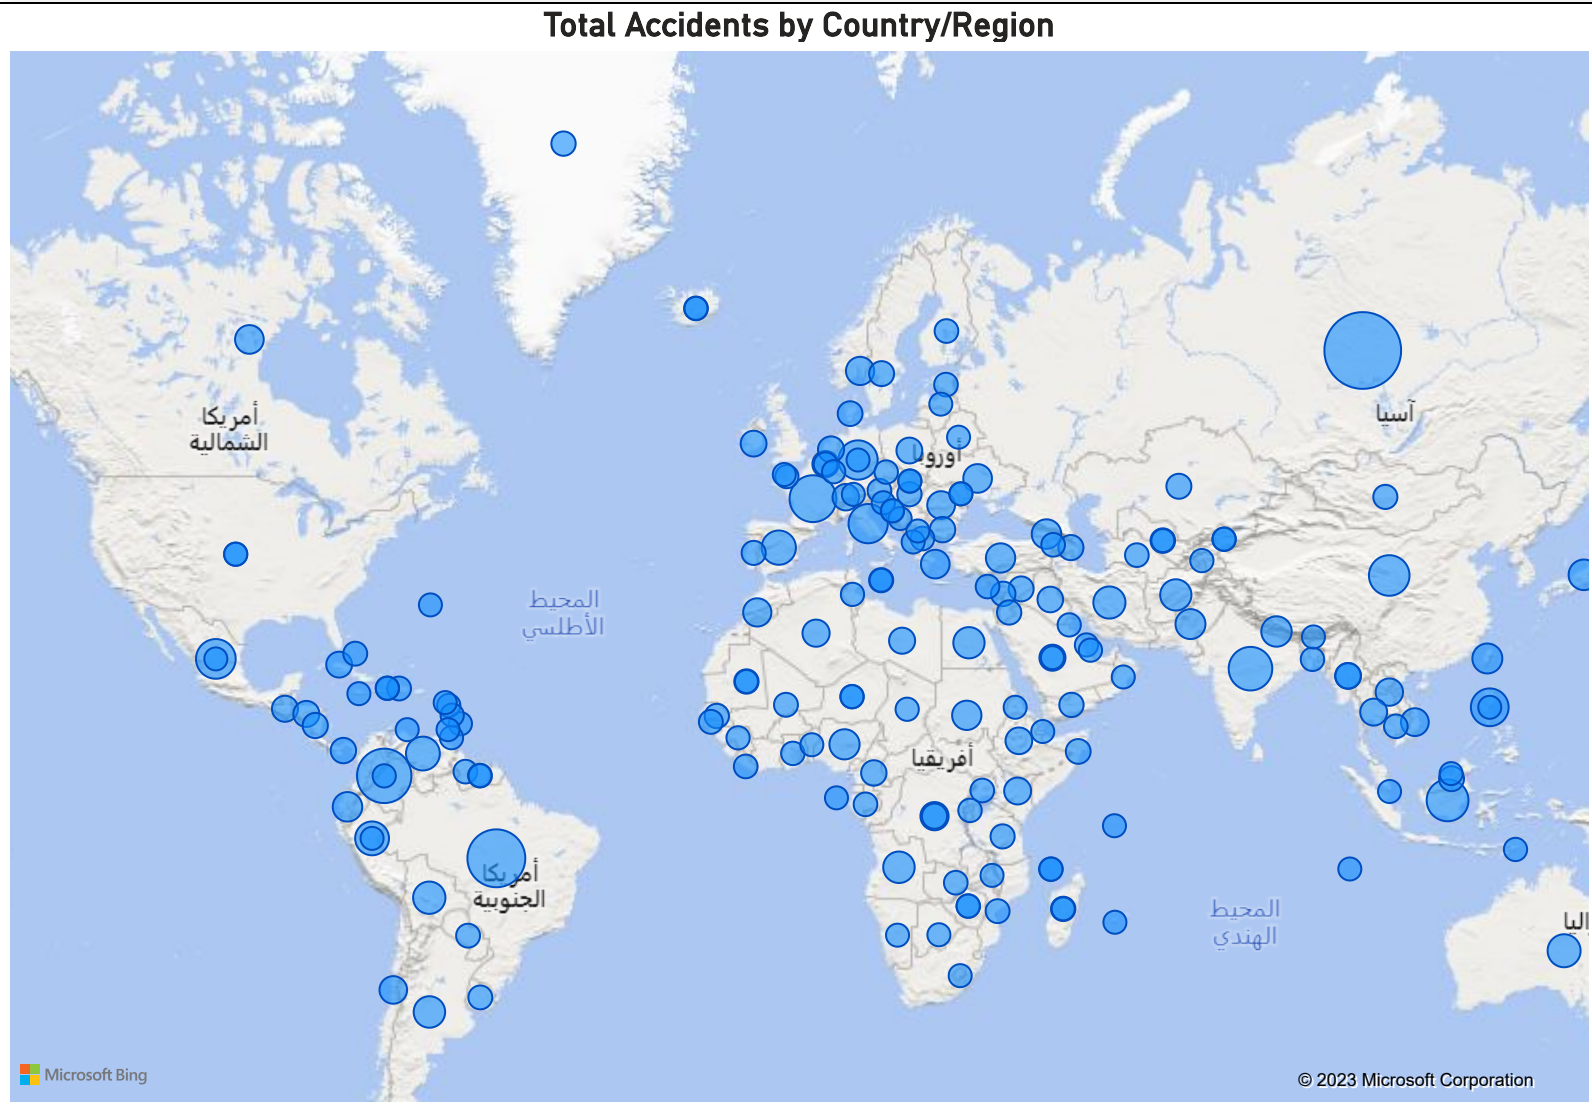 Total Accidents by Country/Region
أمريكا
الشمالية
آسيا
أوروبا
المحيط
الأطلسي
أفريقيا
أمريكا
الجنوبية
المحيط
الهندي
اليا
Microsoft Bing
© 2023 Microsoft Corporation